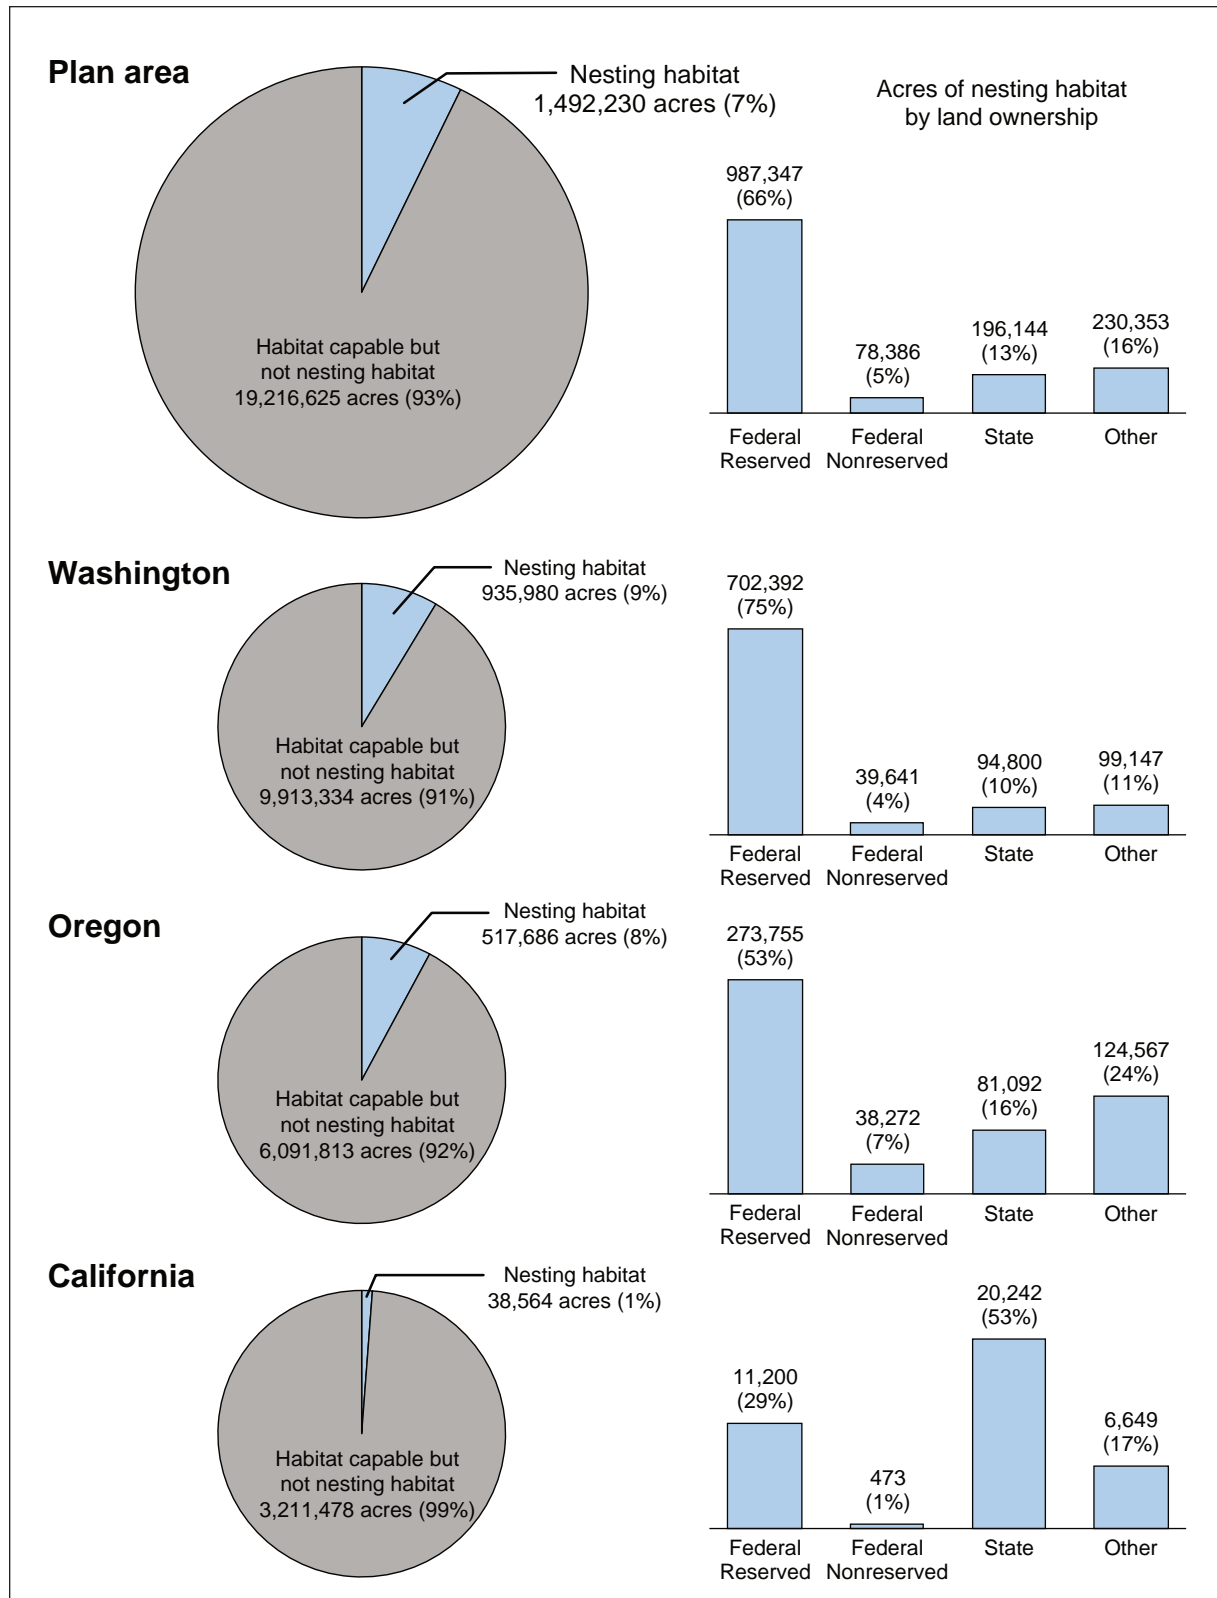 Plan area
Nesting habitat
1,492,230 acres (7%)
Habitat capable but
not nesting habitat
19,216,625 acres (93%)
Acres of nesting habitat
by land ownership
987,347
(66%)
78,386
(5%)
196,144
(13%)
230,353
(16%)
Federal
Reserved
Federal
Nonreserved
State
Other
Washington
Nesting habitat
935,980 acres (9%)
Habitat capable but
not nesting habitat
9,913,334 acres (91%)
702,392
(75%)
39,641
(4%)
94,800
(10%)
99,147
(11%)
Federal
Reserved
Federal
Nonreserved
State
Other
Oregon
Nesting habitat
517,686 acres (8%)
Habitat capable but
not nesting habitat
6,091,813 acres (92%)
273,755
(53%)
38,272
(7%)
81,092
(16%)
124,567
(24%)
Federal
Reserved
Federal
Nonreserved
State
Other
California
Nesting habitat
38,564 acres (1%)
Habitat capable but
not nesting habitat
3,211,478 acres (99%)
11,200
(29%)
473
(1%)
20,242
(53%)
6,649
(17%)
Federal
Reserved
Federal
Nonreserved
State
Other